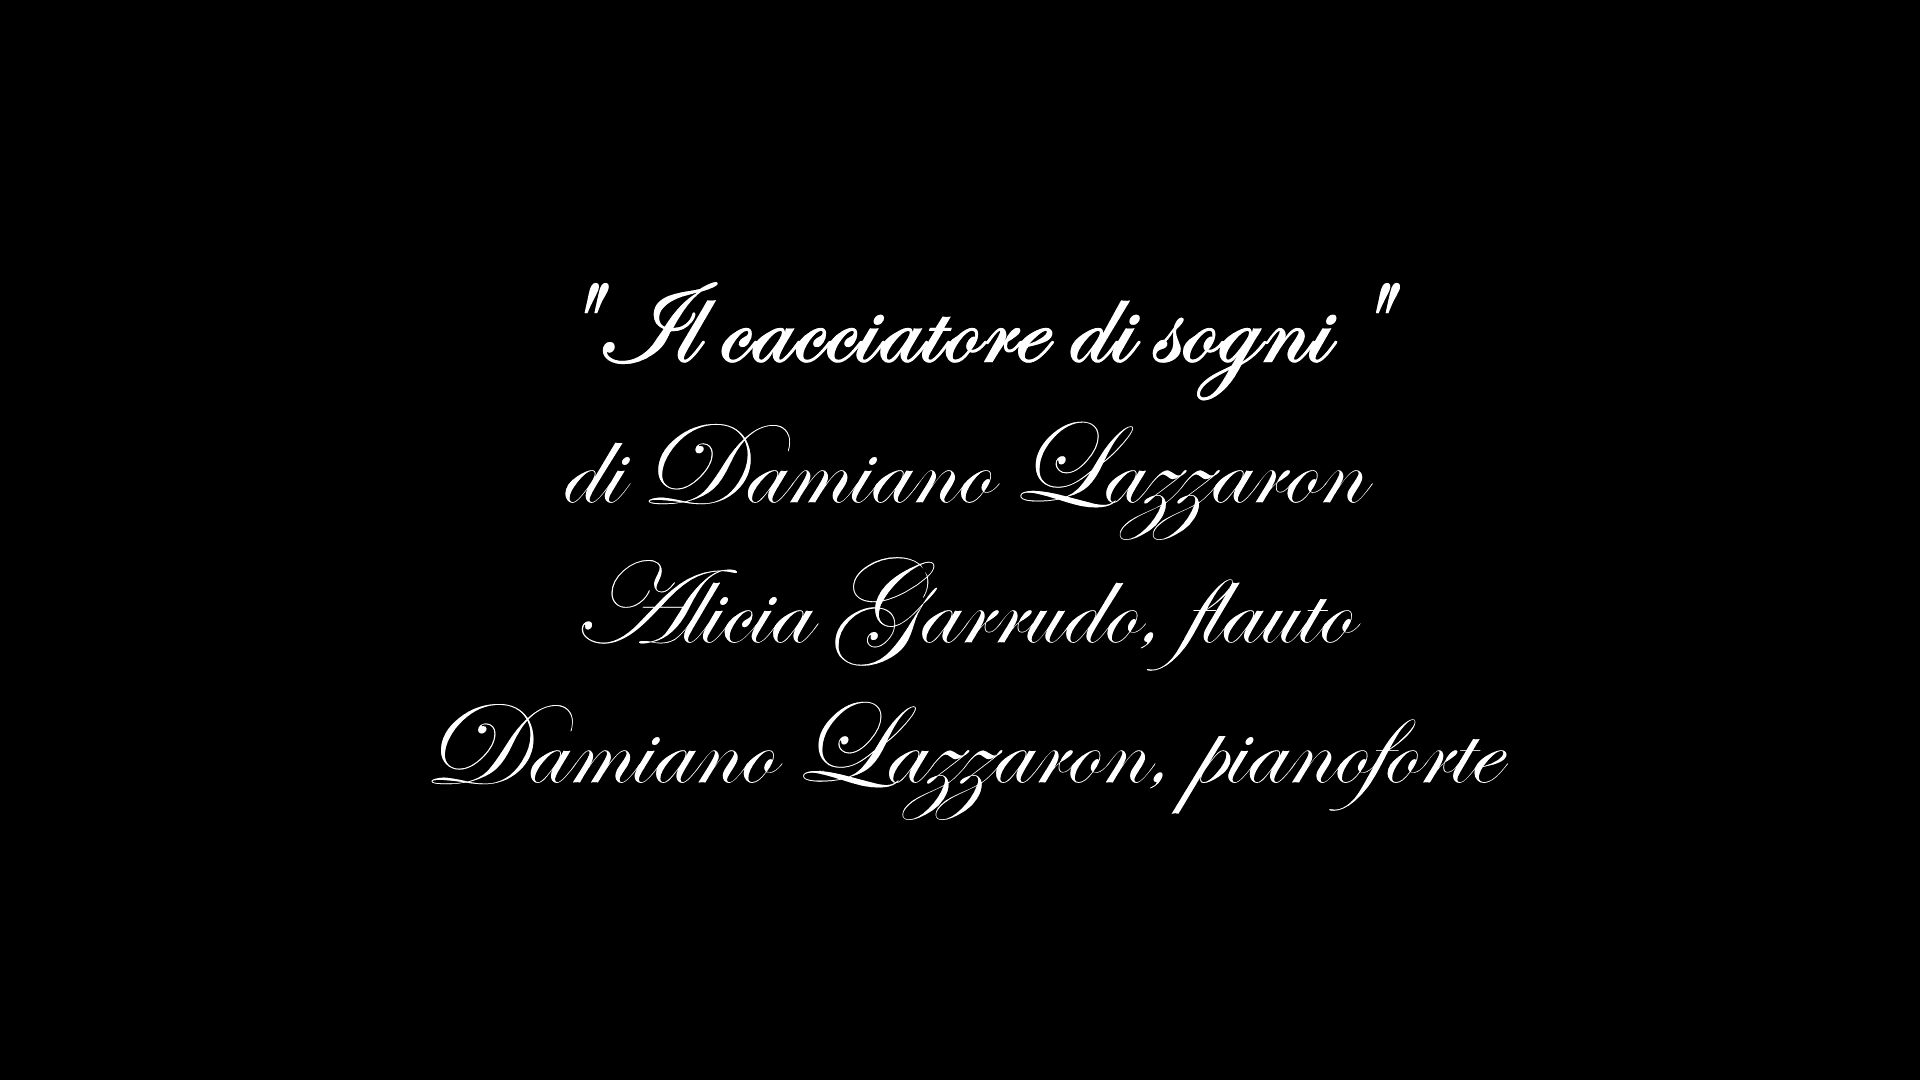 "Il cacciatore di sogni"
di Damiano Lazzaron
Alicia Garrudo, flauto
Damiano Lazzaron, pianoforte